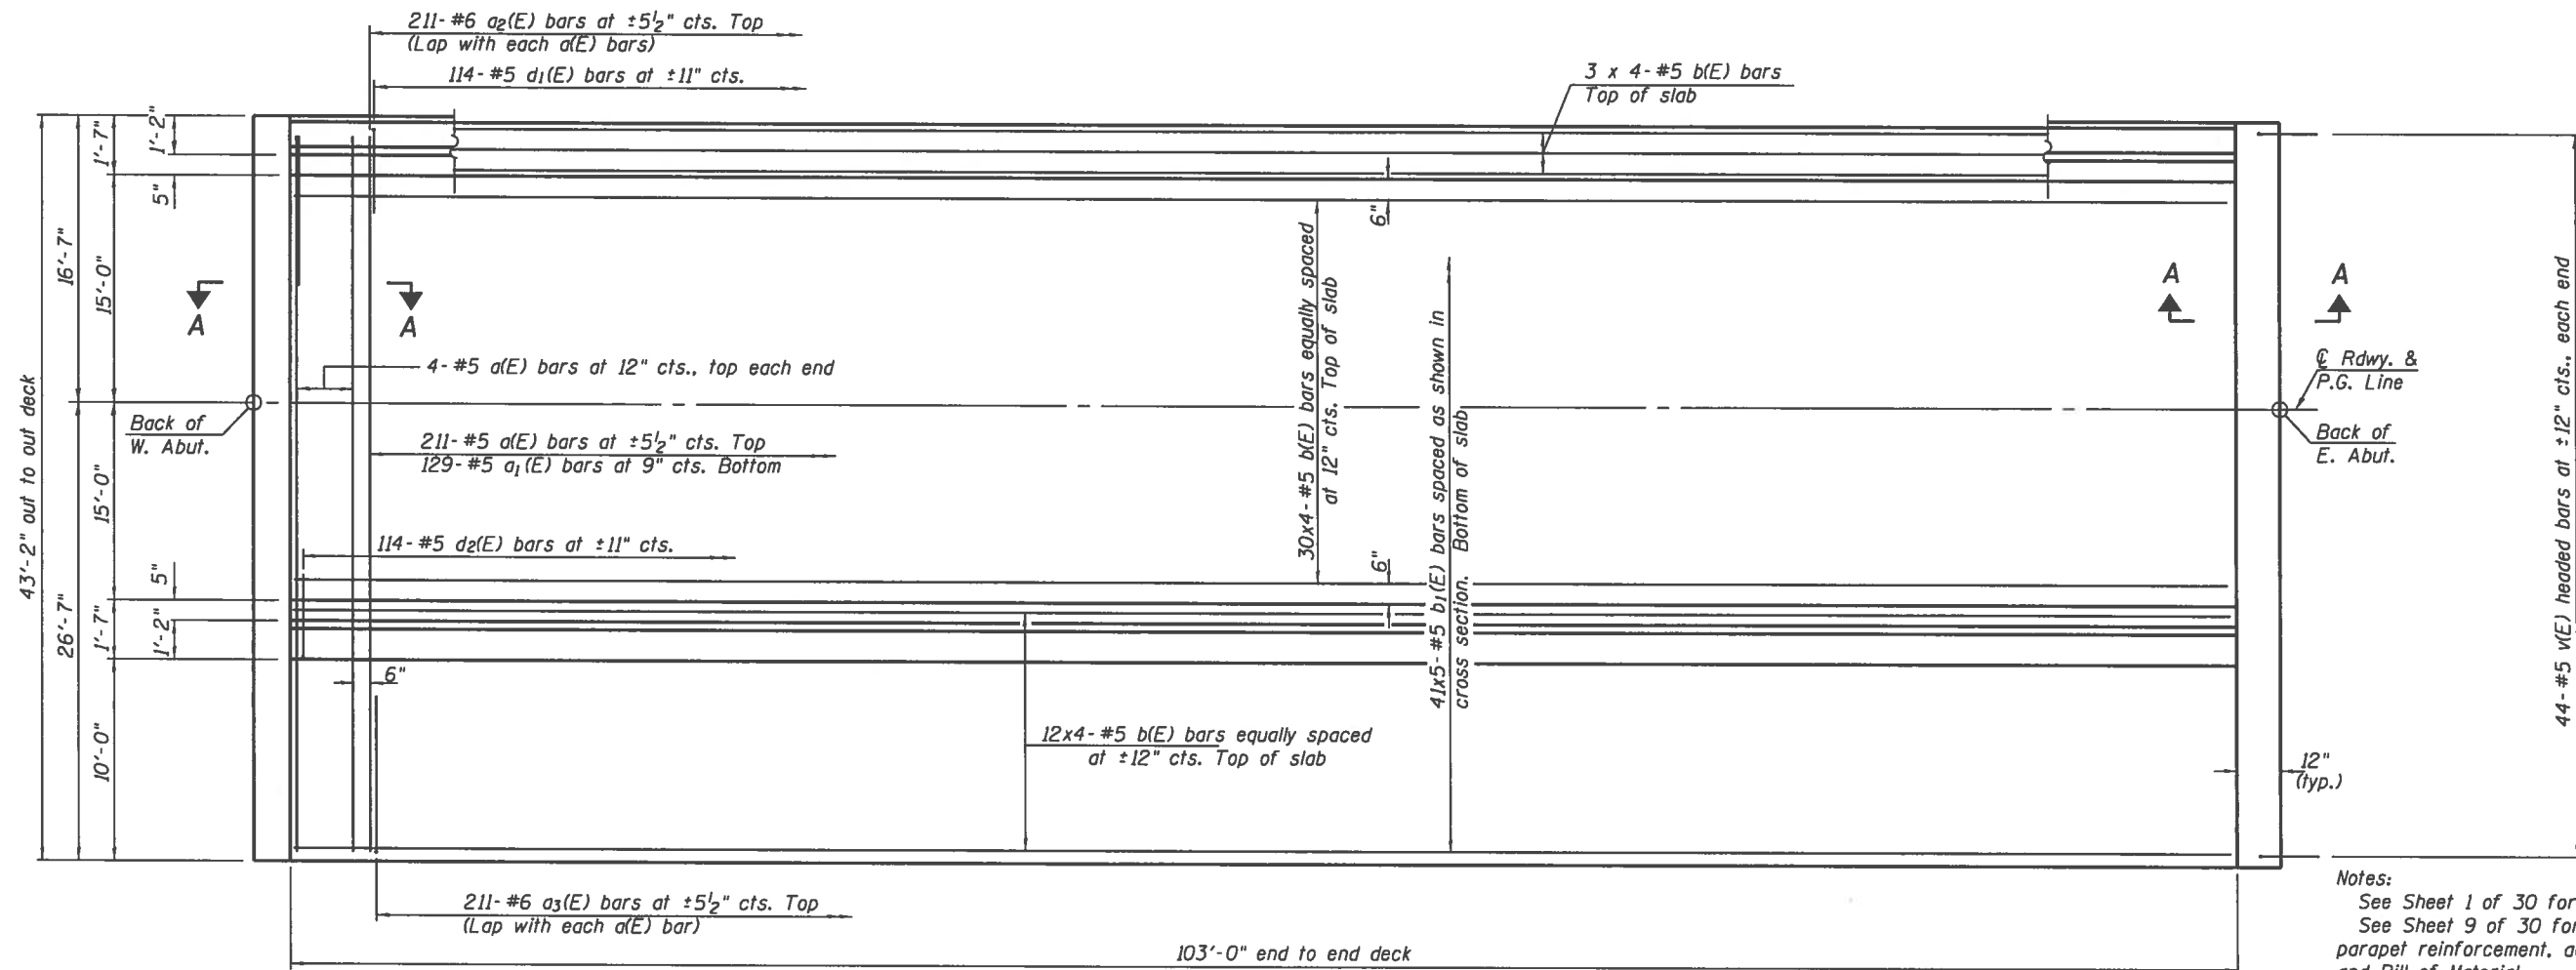 211-#6 a2(E) bars at ±5½" cts. Top
(Lap with each a(E) bars)
114-#5 d1(E) bars at ±11" cts.
3 x 4-#5 b(E) bars
Top of slab
1'-2"
1'-7"
5"
16'-7"
15'-0"
43'-2" out to out deck
6"
30x4-#5 b(E) bars equally spaced
at 12" cts. Top of slab
41x5-#5 b1(E) bars spaced as shown in
cross section. Bottom of slab
A
A
A
A
4-#5 a(E) bars at 12" cts., top each end
℄ Rdwy. &
P.G. Line
Back of
W. Abut.
Back of
E. Abut.
211-#5 a(E) bars at ±5½" cts. Top
129-#5 a1(E) bars at 9" cts. Bottom
44-#5 v(E) headed bars at ±12" cts. each end
15'-0"
114-#5 d2(E) bars at ±11" cts.
5"
6"
26'-7"
1'-7"
1'-2"
6"
10'-0"
12x4-#5 b(E) bars equally spaced
at ±12" cts. Top of slab
12"
(typ.)
211-#6 a3(E) bars at ±5½" cts. Top
(Lap with each a(E) bar)
103'-0" end to end deck
Notes:
See Sheet 1 of 30 for
See Sheet 9 of 30 for
parapet reinforcement,
and Bill of Material